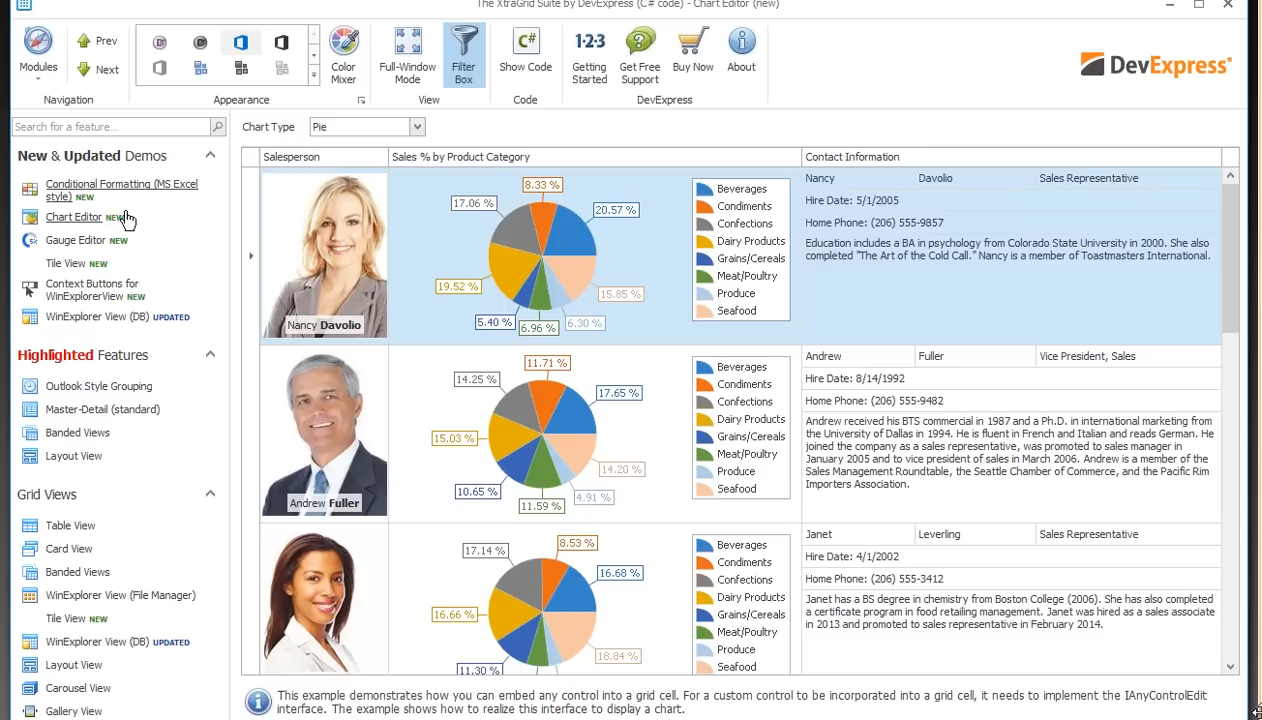 The XtraGrid Suite by DevExpress (C# code) - Chart Editor (new)
Modules
Prev
Next
Color
Mixer
Full-Window
Mode
Filter
Box
C#
Show Code
1·2·3
Getting
Started
Get Free
Support
Buy Now
About
Navigation
Appearance
View
Code
DevExpress
DevExpress
Search for a feature...
New & Updated Demos
Conditional Formatting (MS Excel
style) NEW
Chart Editor NEW
Gauge Editor NEW
Tile View NEW
Context Buttons for
WinExplorerView NEW
WinExplorer View (DB) UPDATED
Highlighted Features
Outlook Style Grouping
Master-Detail (standard)
Banded Views
Layout View
Grid Views
Table View
Card View
Banded Views
WinExplorer View (File Manager)
Tile View NEW
WinExplorer View (DB) UPDATED
Layout View
Carousel View
Gallery View
Chart Type
Pie
Salesperson
Sales % by Product Category
Contact Information
Nancy Davolio
8.33 %
17.06 %
20.57 %
19.52 %
15.85 %
5.40 %
6.96 %
6.30 %
Beverages
Condiments
Confections
Dairy Products
Grains/Cereals
Meat/Poultry
Produce
Seafood
Nancy Davolio Sales Representative
Hire Date: 5/1/2005
Home Phone: (206) 555-9857
Education includes a BA in psychology from Colorado State University in 2000. She also
completed "The Art of the Cold Call." Nancy is a member of Toastmasters International.
Andrew Fuller
11.71 %
14.25 %
17.65 %
15.03 %
14.20 %
10.65 %
11.59 %
4.91 %
Beverages
Condiments
Confections
Dairy Products
Grains/Cereals
Meat/Poultry
Produce
Seafood
Andrew Fuller Vice President, Sales
Hire Date: 8/14/1992
Home Phone: (206) 555-9482
Andrew received his BTS commercial in 1987 and a Ph.D. in international marketing from
the University of Dallas in 1994. He is fluent in French and Italian and reads German. He
joined the company as a sales representative, was promoted to sales manager in
January 2005 and to vice president of sales in March 2006. Andrew is a member of the
Sales Management Roundtable, the Seattle Chamber of Commerce, and the Pacific Rim
Importers Association.
8.53 %
17.14 %
16.68 %
16.66 %
18.84 %
11.30 %
Beverages
Condiments
Confections
Dairy Products
Grains/Cereals
Meat/Poultry
Produce
Seafood
Janet Leverling Sales Representative
Hire Date: 4/1/2002
Home Phone: (206) 555-3412
Janet has a BS degree in chemistry from Boston College (2006). She has also completed
a certificate program in food retailing management. Janet was hired as a sales associate
in 2013 and promoted to sales representative in February 2014.
This example demonstrates how you can embed any control into a grid cell. For a custom control to be incorporated into a grid cell, it needs to implement the IAnyControlEdit
interface. The example shows how to realize this interface to display a chart.